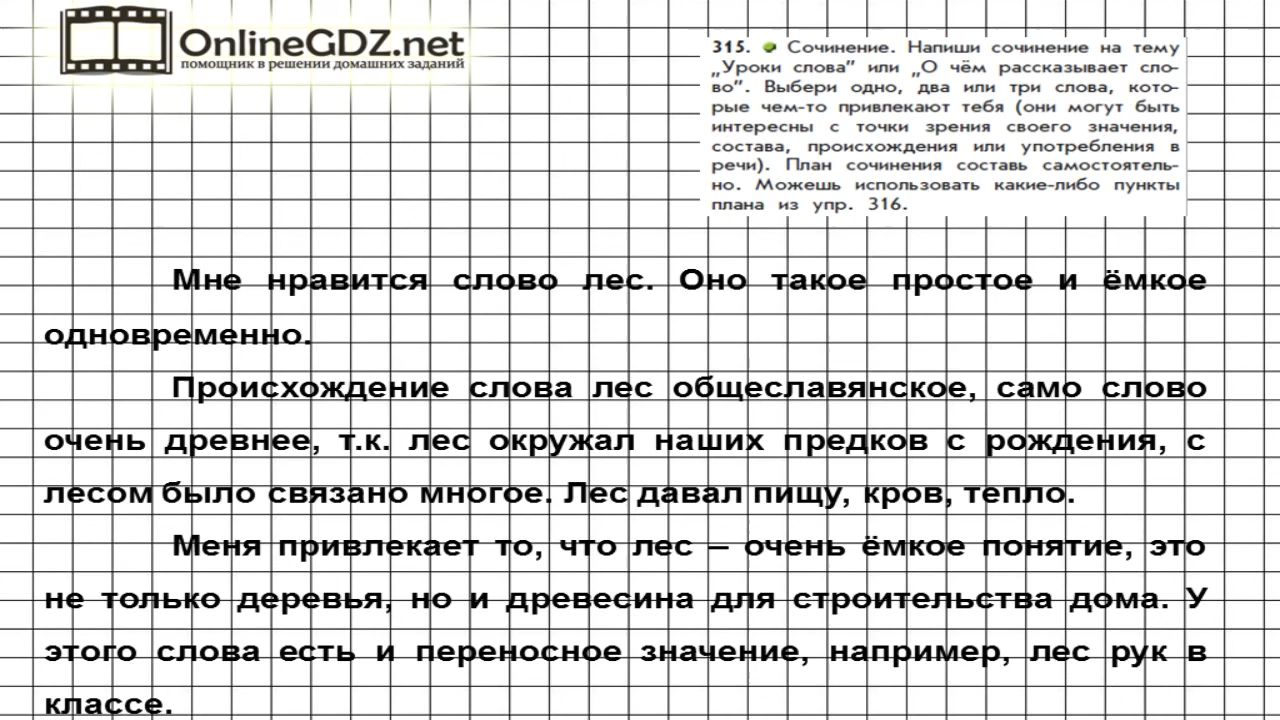 OnlineGDZ.net
помощник в решении домашних заданий
315. Сочинение. Напиши сочинение на тему
„Уроки слова” или „О чём рассказывает сло-
во”. Выбери одно, два или три слова, кото-
рые чем-то привлекают тебя (они могут быть
интересны с точки зрения своего значения,
состава, происхождения или употребления в
речи). План сочинения составь самостоятель-
но. Можешь использовать какие-либо пункты
плана из упр. 316.
Мне нравится слово лес. Оно такое простое и ёмкое
одновременно.
Происхождение слова лес общеславянское, само слово
очень древнее, т.к. лес окружал наших предков с рождения, с
лесом было связано многое. Лес давал пищу, кров, тепло.
Меня привлекает то, что лес – очень ёмкое понятие, это
не только деревья, но и древесина для строительства дома. У
этого слова есть и переносное значение, например, лес рук в
классе.